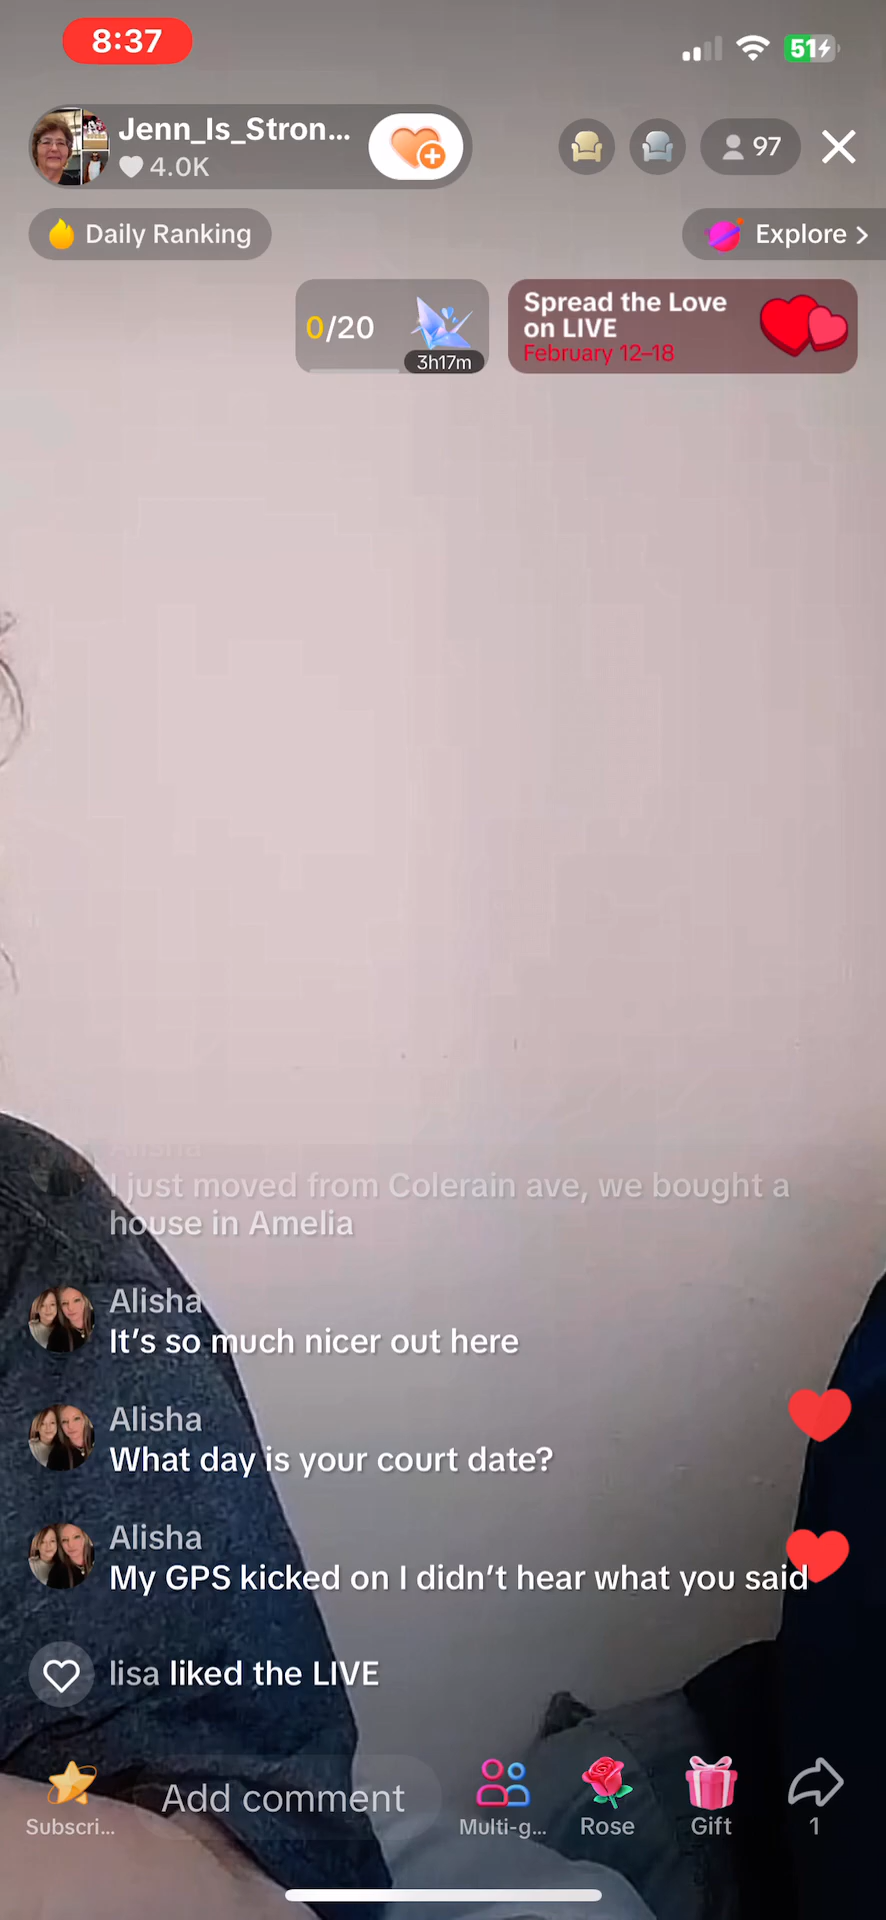 8:37
51
Jenn_Is_Stron...
4.0K
97
Daily Ranking
Explore >
0/20
3h17m
Spread the Love
on LIVE
February 12–18
Alisha
I just moved from Colerain ave, we bought a
house in Amelia
Alisha
It's so much nicer out here
Alisha
What day is your court date?
Alisha
My GPS kicked on I didn't hear what you said
lisa liked the LIVE
Add comment
Subscri...
Multi-g...
Rose
Gift
1